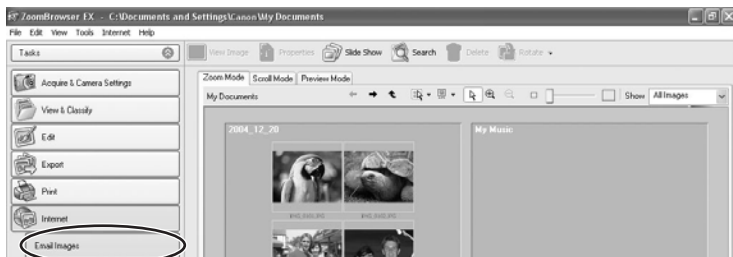 ZoomBrowser EX - C:\Documents and Settings\Canon\My Documents
File Edit View Tools Internet Help
Tasks
View Image Properties Slide Show Search Delete Rotate
Acquire & Camera Settings
Zoom Mode Scroll Mode Preview Mode
My Documents
Show All Images
View & Classify
2004_12_20
My Music
Edit
Export
Print
Internet
Email Images